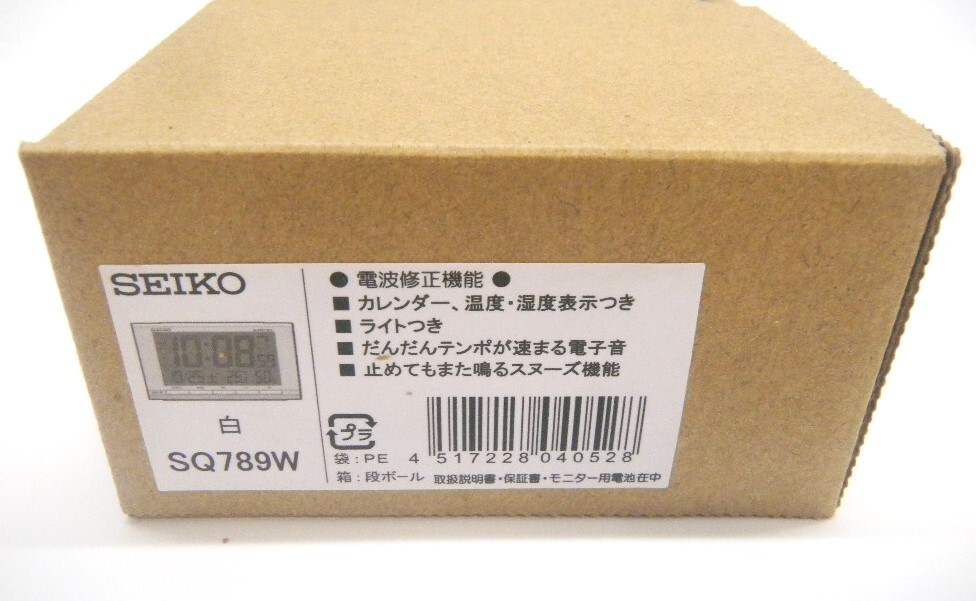 SEIKO
白
SQ789W
● 電波修正機能 ●
■ カレンダー、温度・湿度表示つき
■ ライトつき
■ だんだんテンポが速まる電子音
■ 止めてもまた鳴るスヌーズ機能
プラ
袋:PE
箱:段ボール
4 517228 040528
取扱説明書・保証書・モニター用電池在中